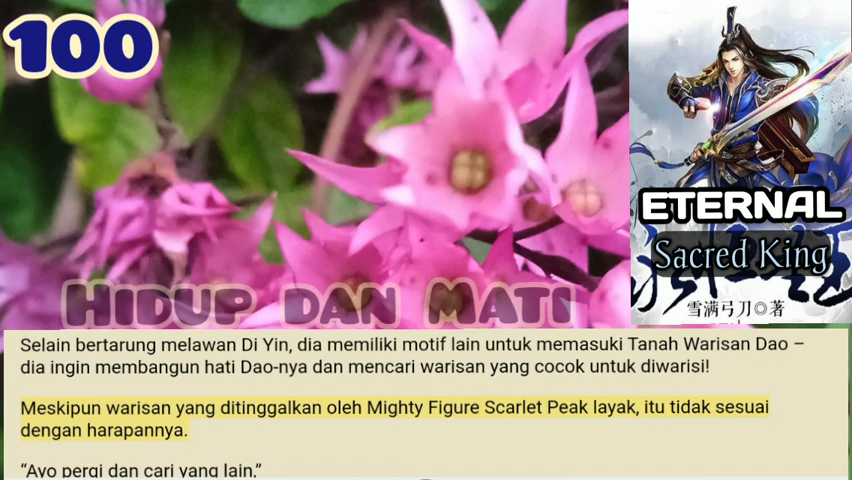 100
ETERNAL
Sacred King
雪满弓刀◎著
HIDUP DAN MATI
Selain bertarung melawan Di Yin, dia memiliki motif lain untuk memasuki Tanah Warisan Dao –
dia ingin membangun hati Dao-nya dan mencari warisan yang cocok untuk diwarisi!
Meskipun warisan yang ditinggalkan oleh Mighty Figure Scarlet Peak layak, itu tidak sesuai
dengan harapannya.
“Ayo pergi dan cari yang lain.”